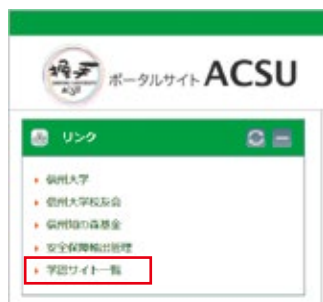 ACSU
ポータルサイト ACSU
リンク
信州大学
信州大学校友会
信州知の森基金
安全保障輸出管理
学認サイト一覧